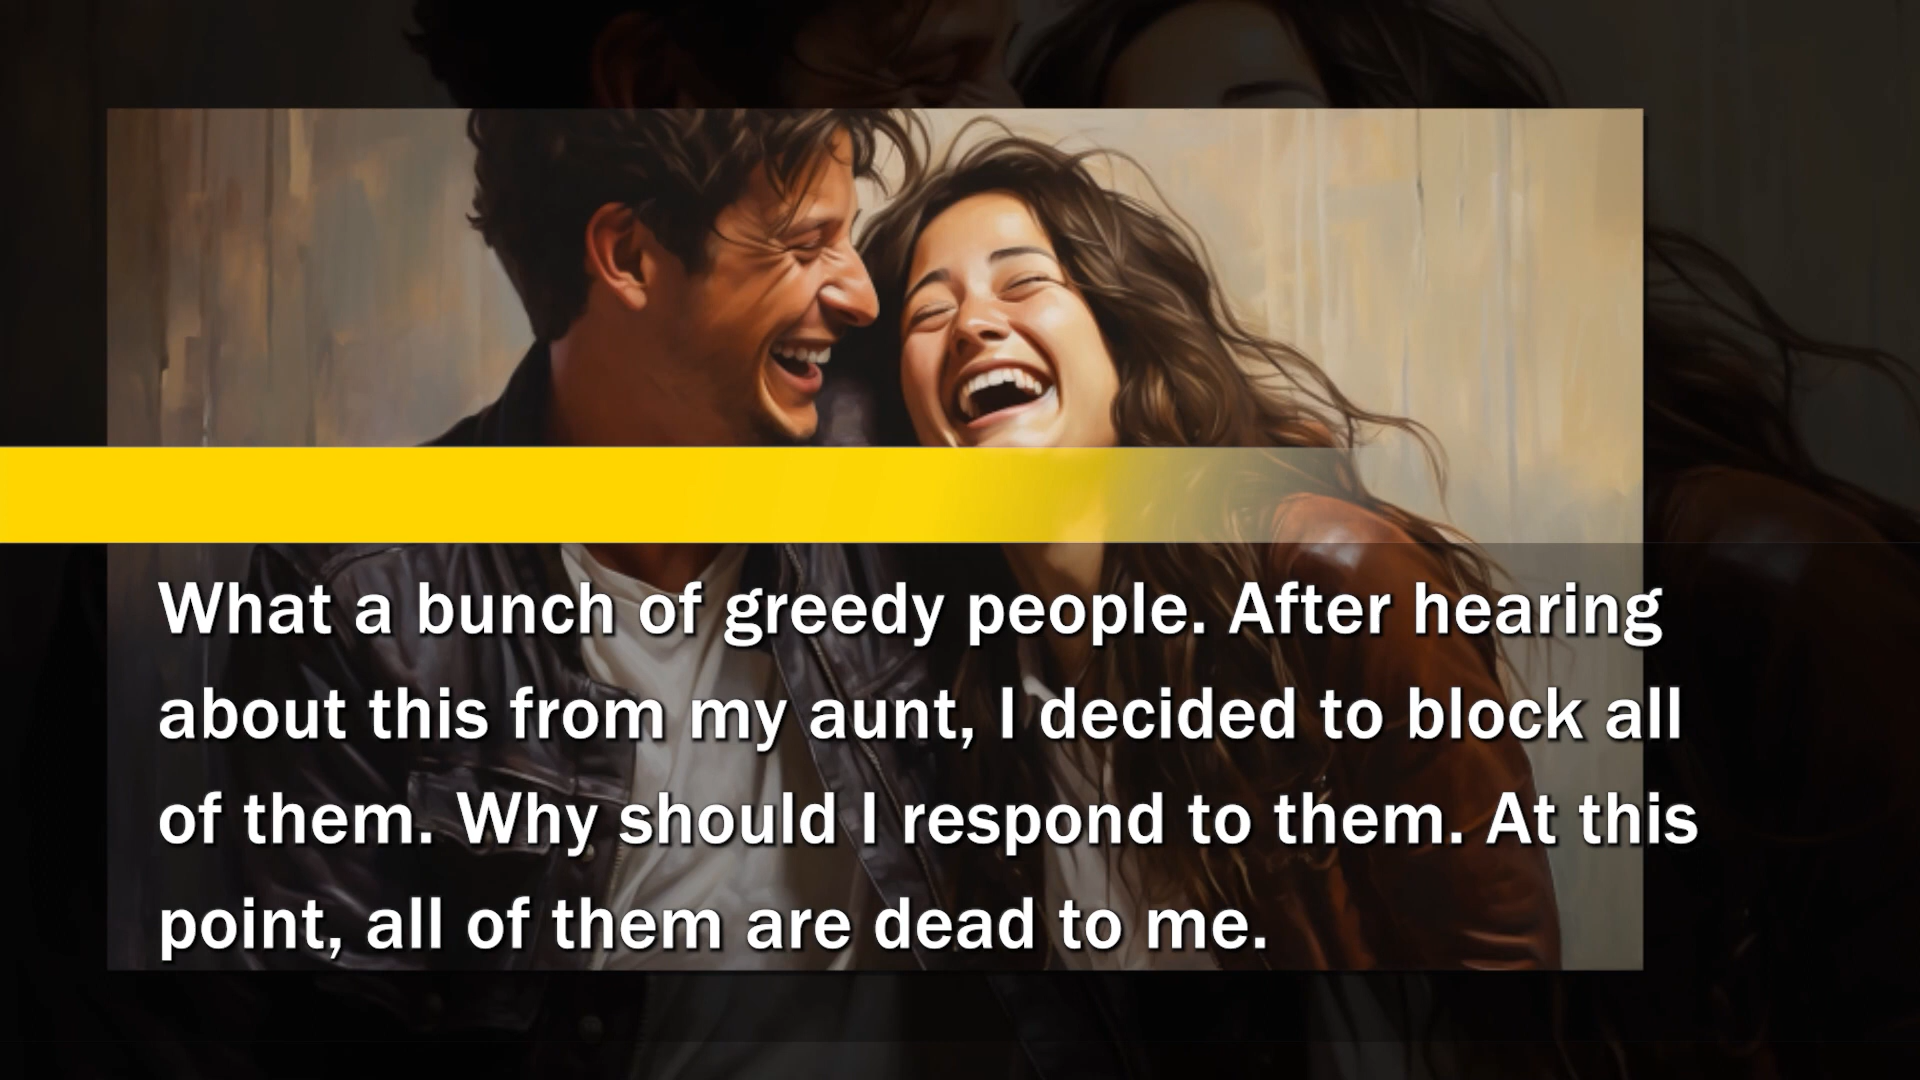 What a bunch of greedy people. After hearing
about this from my aunt, I decided to block all
of them. Why should I respond to them. At this
point, all of them are dead to me.